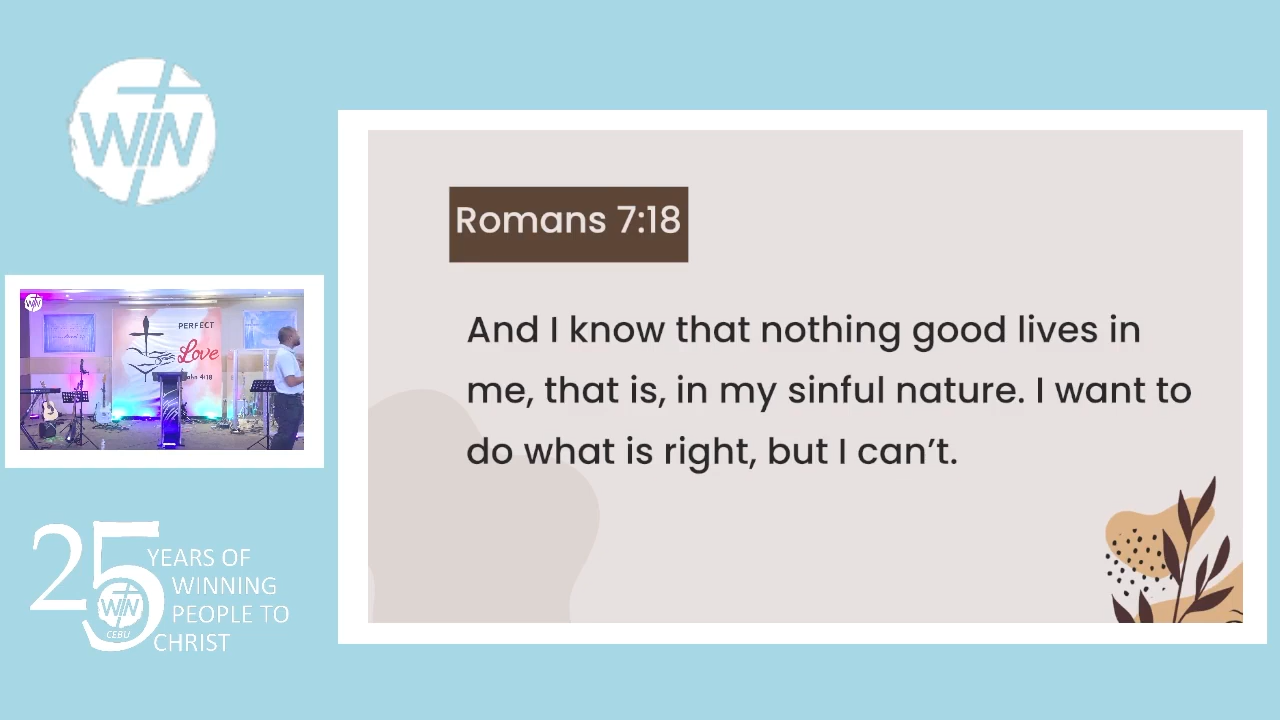 WIN
Romans 7:18
And I know that nothing good lives in
me, that is, in my sinful nature. I want to
do what is right, but I can’t.
PERFECT
Love
25 YEARS OF
WINNING
PEOPLE TO
CHRIST
WIN
CEBU